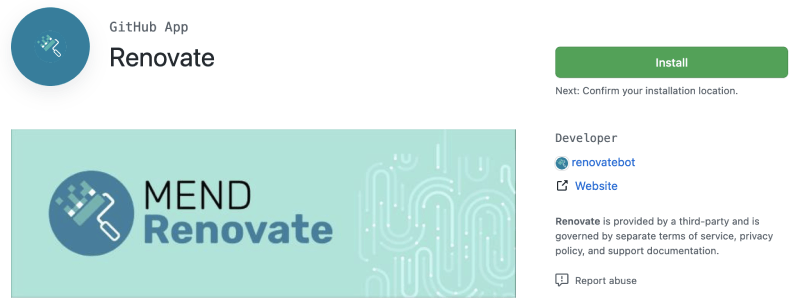 GitHub App
Renovate
Install
Next: Confirm your installation location.
MEND
Renovate
Developer
renovatebot
Website
Renovate is provided by a third-party and is
governed by separate terms of service, privacy
policy, and support documentation.
Report abuse